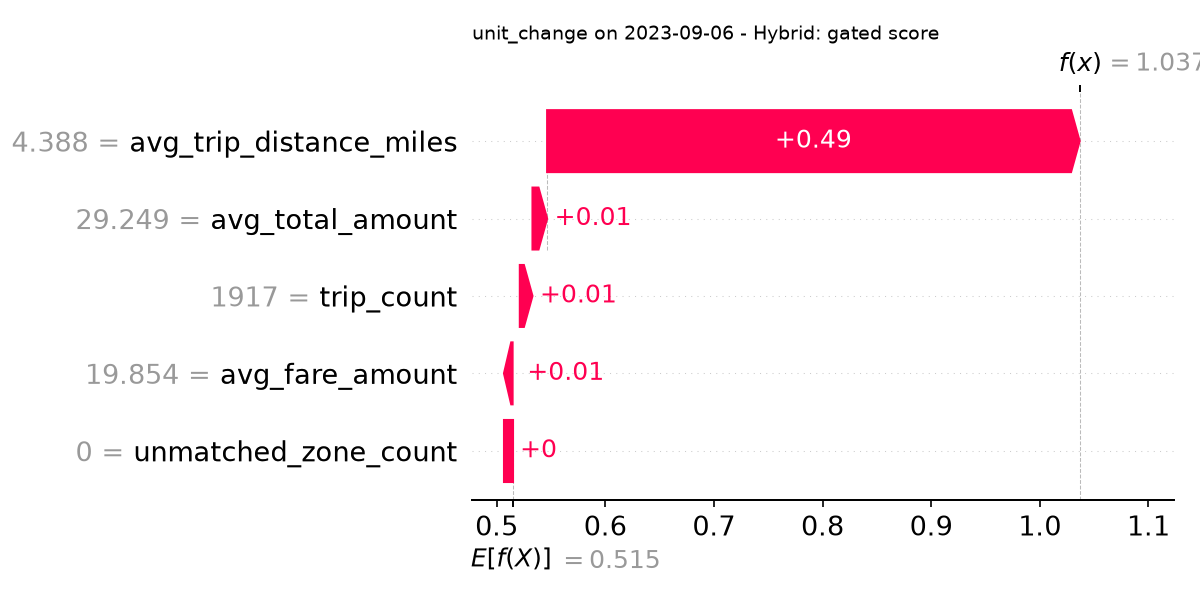 unit_change on 2023-09-06 - Hybrid: gated score
f(x) = 1.037
4.388 = avg_trip_distance_miles
+0.49
29.249 = avg_total_amount
+0.01
1917 = trip_count
+0.01
19.854 = avg_fare_amount
+0.01
0 = unmatched_zone_count
+0
0.5 0.6 0.7 0.8 0.9 1.0 1.1
E[f(X)] = 0.515